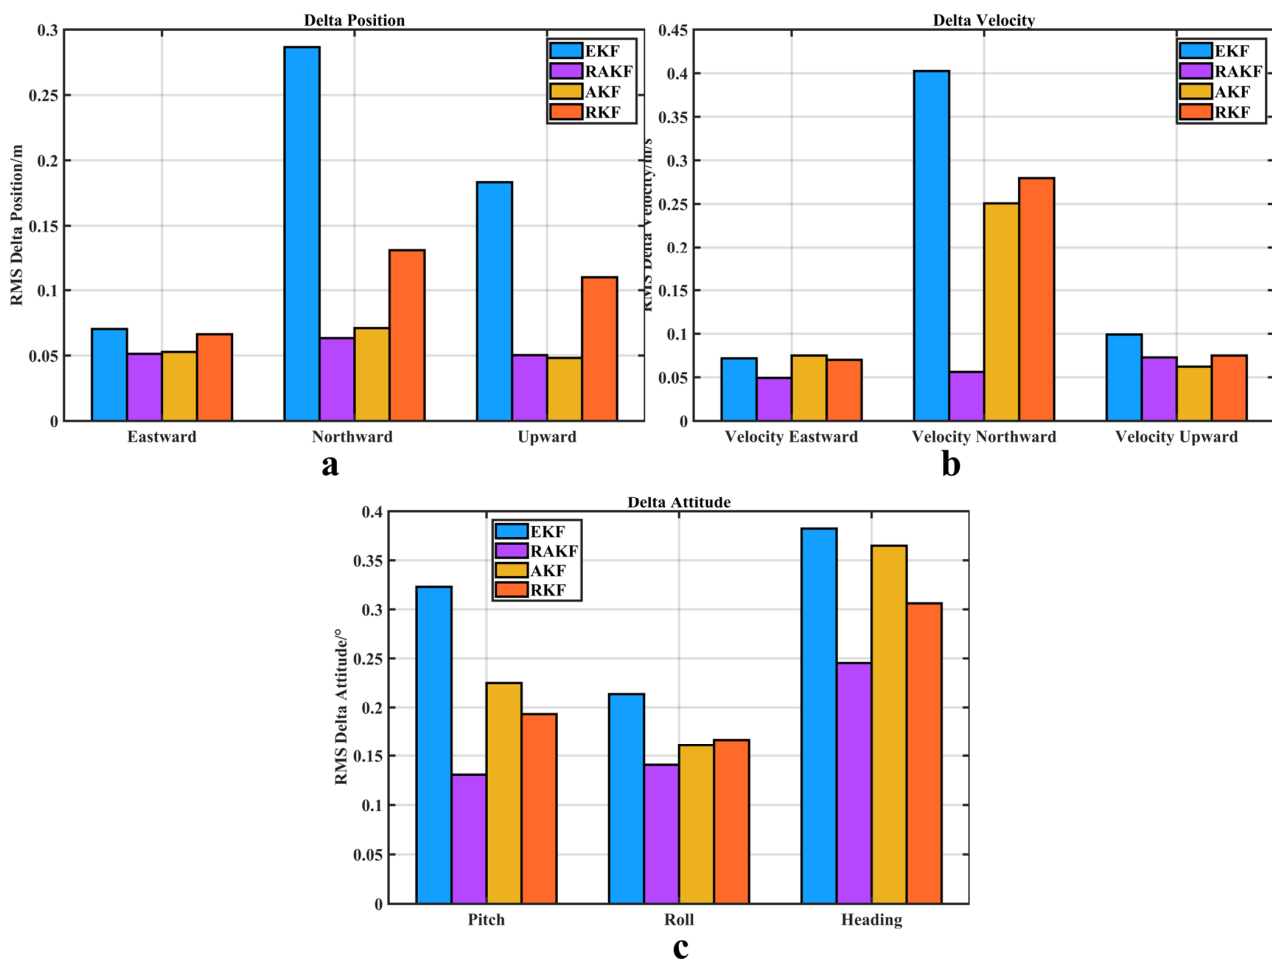 Delta Position
0.3
0.25
0.2
0.15
0.1
0.05
0
RMS Delta Position/m
EKF
RAKF
AKF
RKF
Eastward Northward Upward
a
Delta Velocity
0.45
0.4
0.35
0.3
0.25
0.2
0.15
0.1
0.05
0
RMS Delta Velocity/m/s
EKF
RAKF
AKF
RKF
Velocity Eastward Velocity Northward Velocity Upward
b
Delta Attitude
0.4
0.35
0.3
0.25
0.2
0.15
0.1
0.05
0
RMS Delta Attitude/°
EKF
RAKF
AKF
RKF
Pitch Roll Heading
c